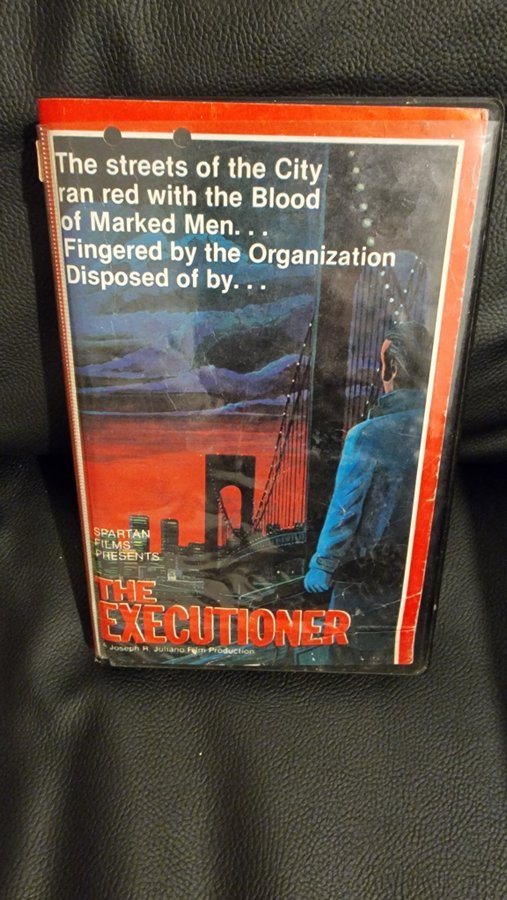 The streets of the City
ran red with the Blood
of Marked Men. . .
Fingered by the Organization
Disposed of by. . .
SPARTAN
FILMS
PRESENTS
THE
EXECUTIONER
Joseph R. Juliano Film Production